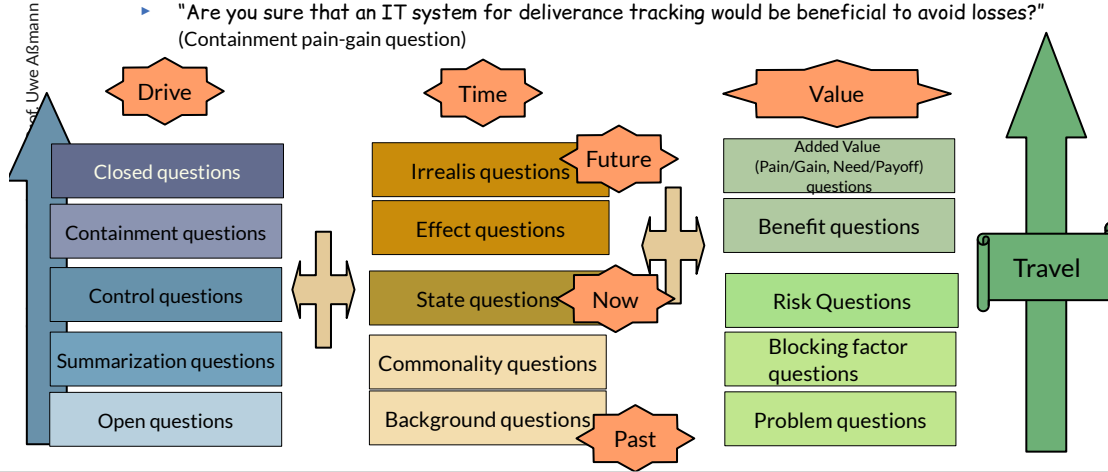 "Are you sure that an IT system for deliverance tracking would be beneficial to avoid losses?"
(Containment pain-gain question)
of. Uwe Aßmann
Drive
Time
Value
Closed questions
Containment questions
Control questions
Summarization questions
Open questions
Irrealis questions
Future
Effect questions
State questions
Now
Commonality questions
Background questions
Past
Added Value
(Pain/Gain, Need/Payoff)
questions
Benefit questions
Risk Questions
Blocking factor
questions
Problem questions
Travel